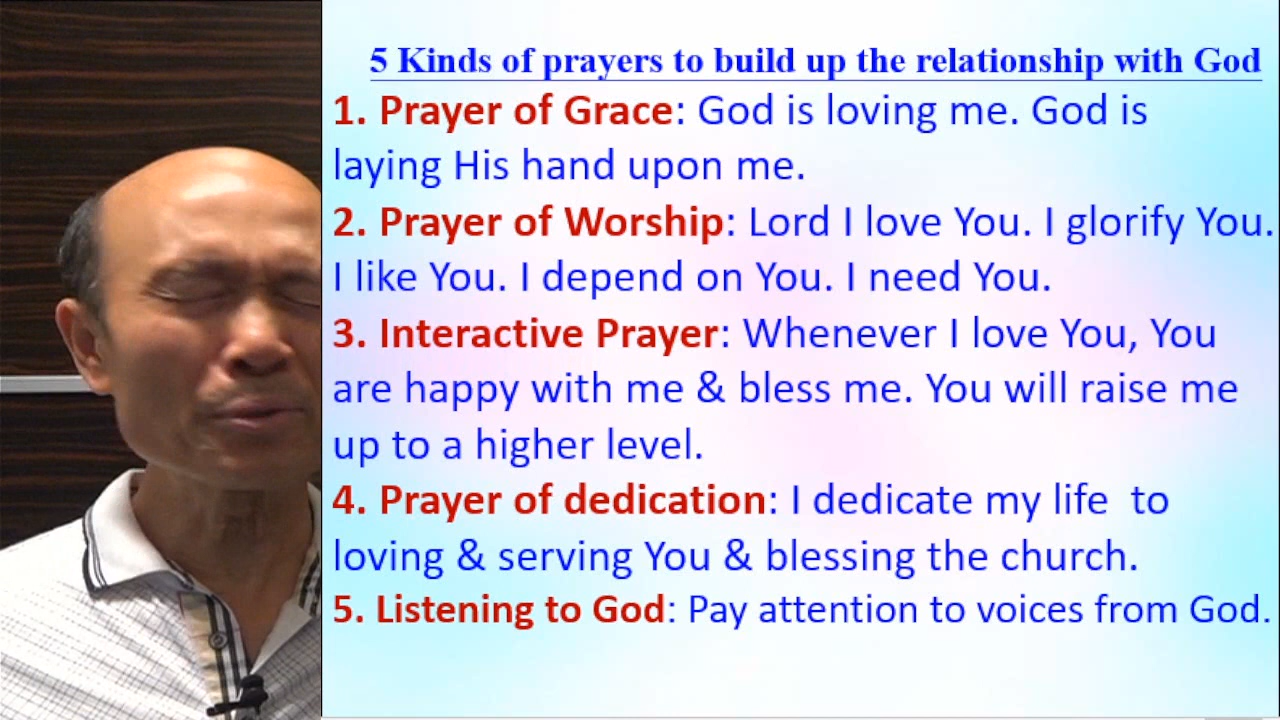 5 Kinds of prayers to build up the relationship with God
1. Prayer of Grace: God is loving me. God is
laying His hand upon me.
2. Prayer of Worship: Lord I love You. I glorify You.
I like You. I depend on You. I need You.
3. Interactive Prayer: Whenever I love You, You
are happy with me & bless me. You will raise me
up to a higher level.
4. Prayer of dedication: I dedicate my life  to
loving & serving You & blessing the church.
5. Listening to God: Pay attention to voices from God.